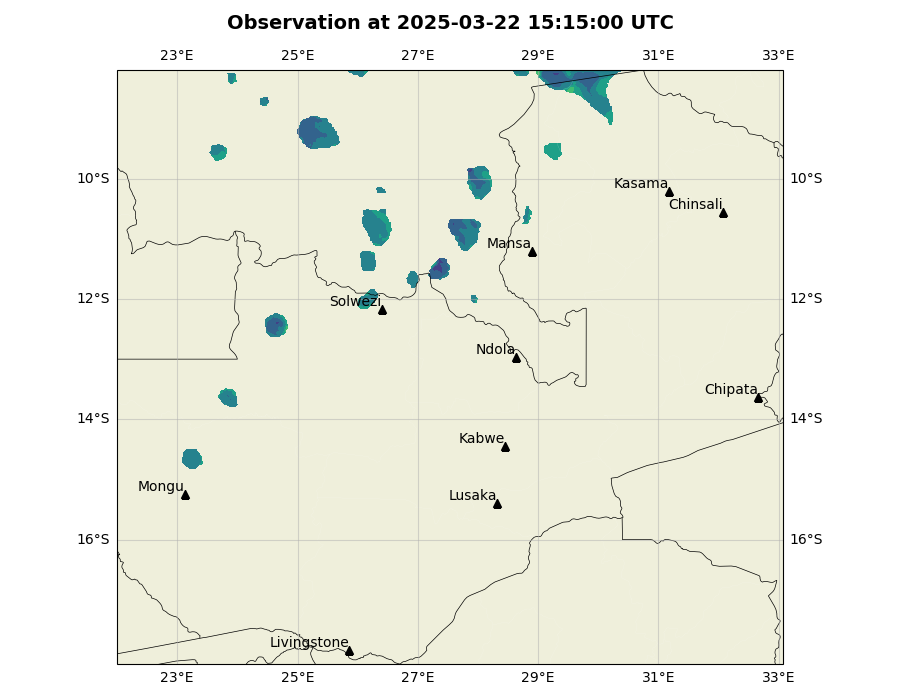 Observation at 2025-03-22 15:15:00 UTC
23°E 25°E 27°E 29°E 31°E 33°E
10°S 10°S
Kasama
Chinsali
Mansa
12°S 12°S
Solwezi
Ndola
Chipata
14°S 14°S
Kabwe
Mongu
Lusaka
16°S 16°S
Livingstone
23°E 25°E 27°E 29°E 31°E 33°E